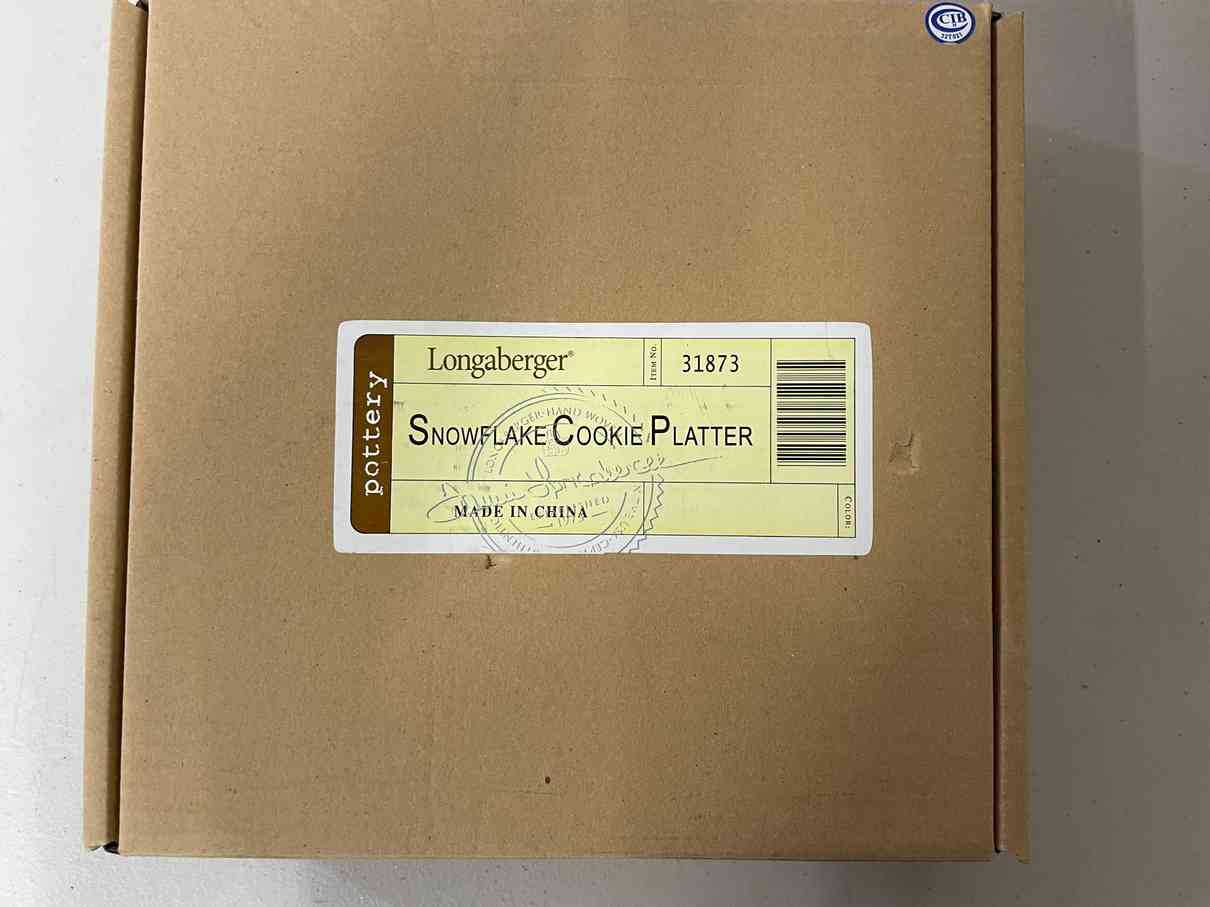 CIB
pottery
Longaberger®
ITEM NO.
31873
SNOWFLAKE COOKIE PLATTER
MADE IN CHINA
COLOR: